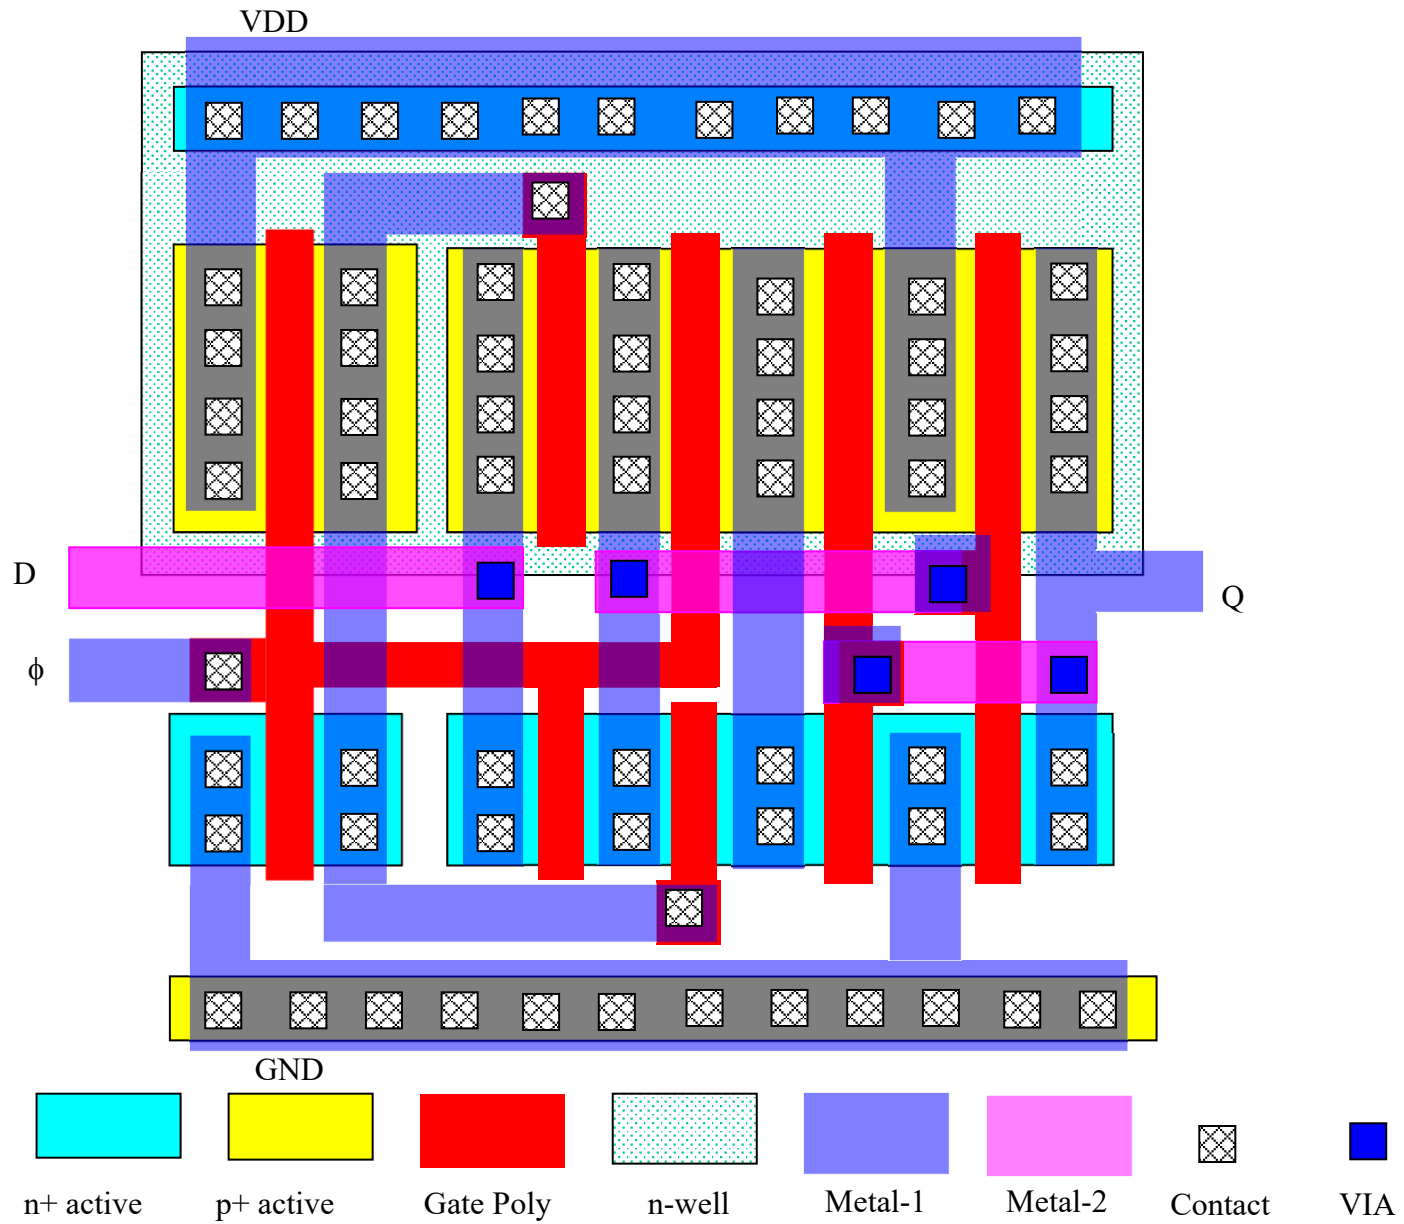 VDD
D
Q
ϕ
GND
n+ active
p+ active
Gate Poly
n-well
Metal-1
Metal-2
Contact
VIA